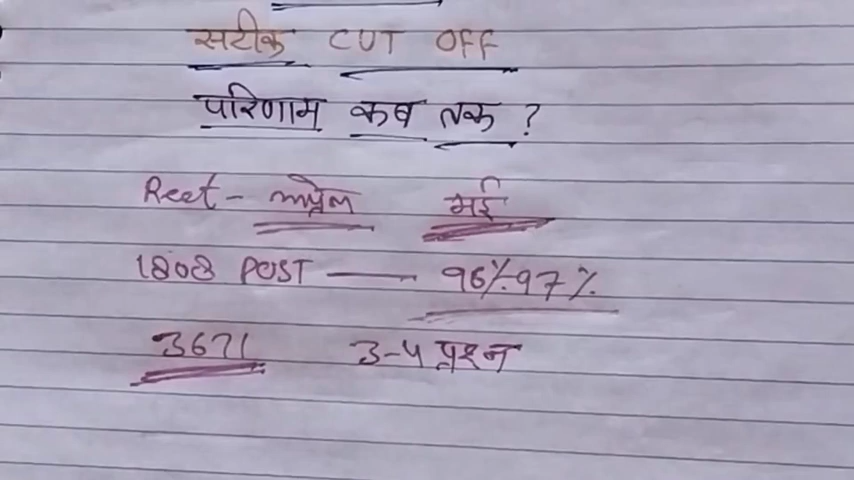 सटीक CUT OFF
परिणाम कब तक ?
Reet - अप्रेल मई
1808 POST — 96% 97%
3671 3-4 प्रश्न